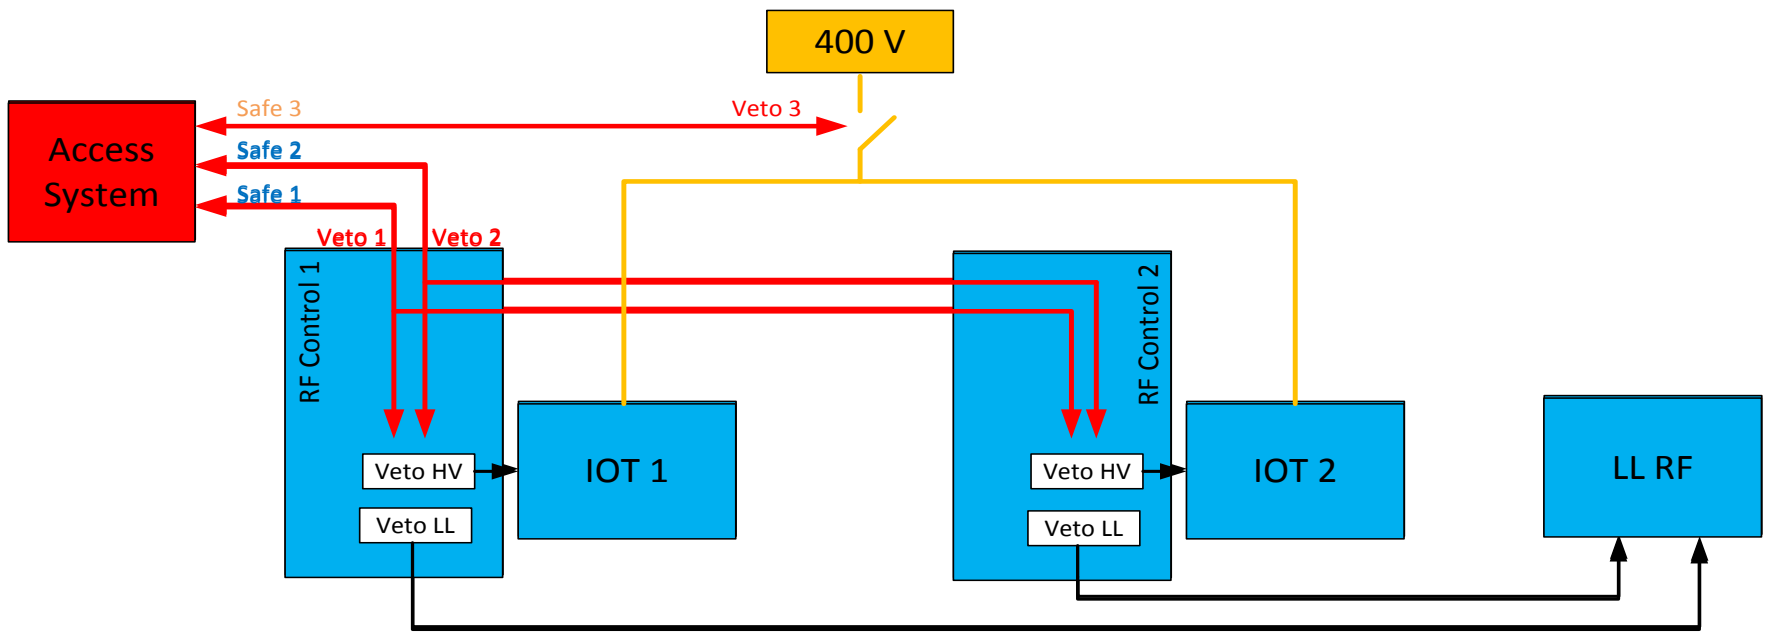 400 V
Safe 3
Veto 3
Access
System
Safe 2
Safe 1
Veto 1
Veto 2
RF Control 1
RF Control 2
Veto HV
IOT 1
Veto HV
IOT 2
LL RF
Veto LL
Veto LL